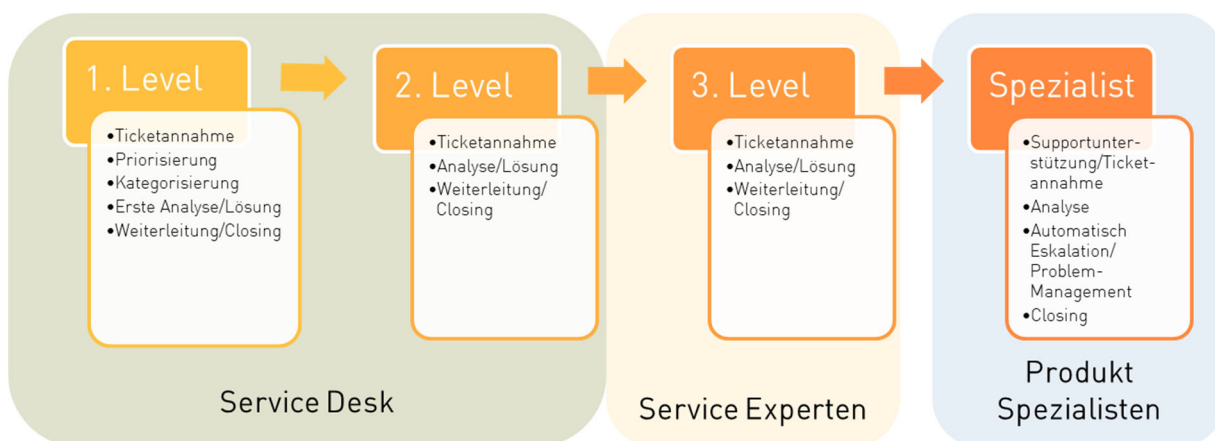 1. Level
•Ticketannahme
•Priorisierung
•Kategorisierung
•Erste Analyse/Lösung
•Weiterleitung/Closing
2. Level
•Ticketannahme
•Analyse/Lösung
•Weiterleitung/
Closing
Service Desk
3. Level
•Ticketannahme
•Analyse/Lösung
•Weiterleitung/
Closing
Service Experten
Spezialist
•Supportunter-
stützung/Ticket-
annahme
•Analyse
•Automatisch
Eskalation/
Problem-
Management
•Closing
Produkt
Spezialisten